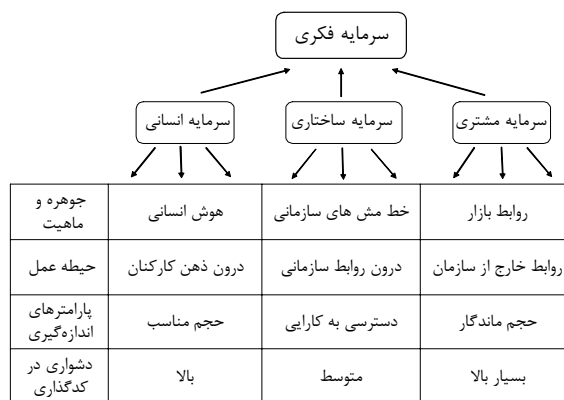 سرمایه فکری
سرمایه مشتری
سرمایه ساختاری
سرمایه انسانی
جوهره و
ماهیت
هوش انسانی
خط مش های سازمانی
روابط بازار
حیطه عمل
درون ذهن کارکنان
درون روابط سازمانی
روابط خارج از سازمان
پارامترهای
اندازه‌گیری
حجم مناسب
دسترسی به کارایی
حجم ماندگار
دشواری در
کدگذاری
بالا
متوسط
بسیار بالا